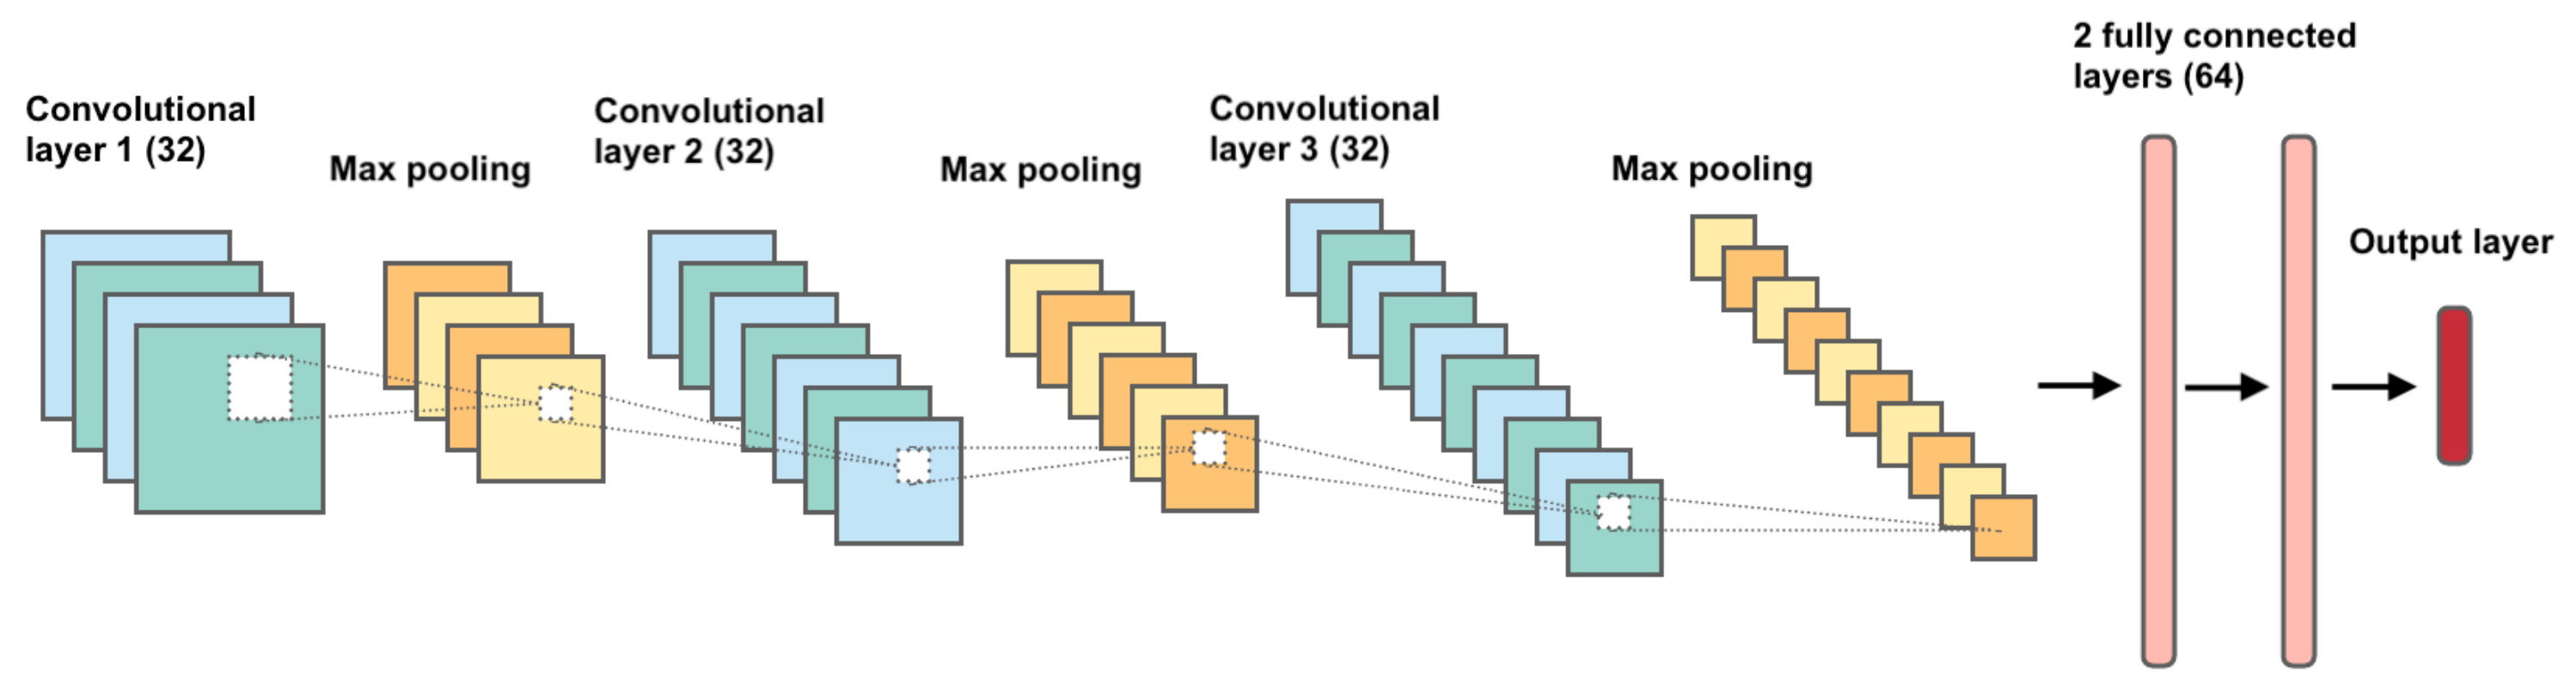 Convolutional
layer 1 (32)
Max pooling
Convolutional
layer 2 (32)
Max pooling
Convolutional
layer 3 (32)
Max pooling
2 fully connected
layers (64)
Output layer